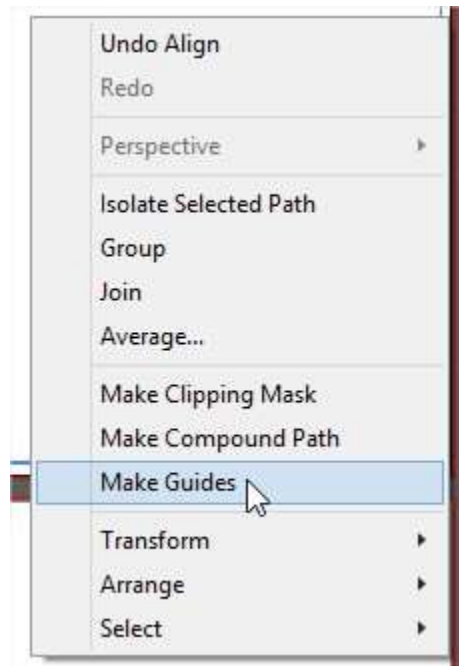 Undo Align
Redo
Perspective
Isolate Selected Path
Group
Join
Average...
Make Clipping Mask
Make Compound Path
Make Guides
Transform
Arrange
Select